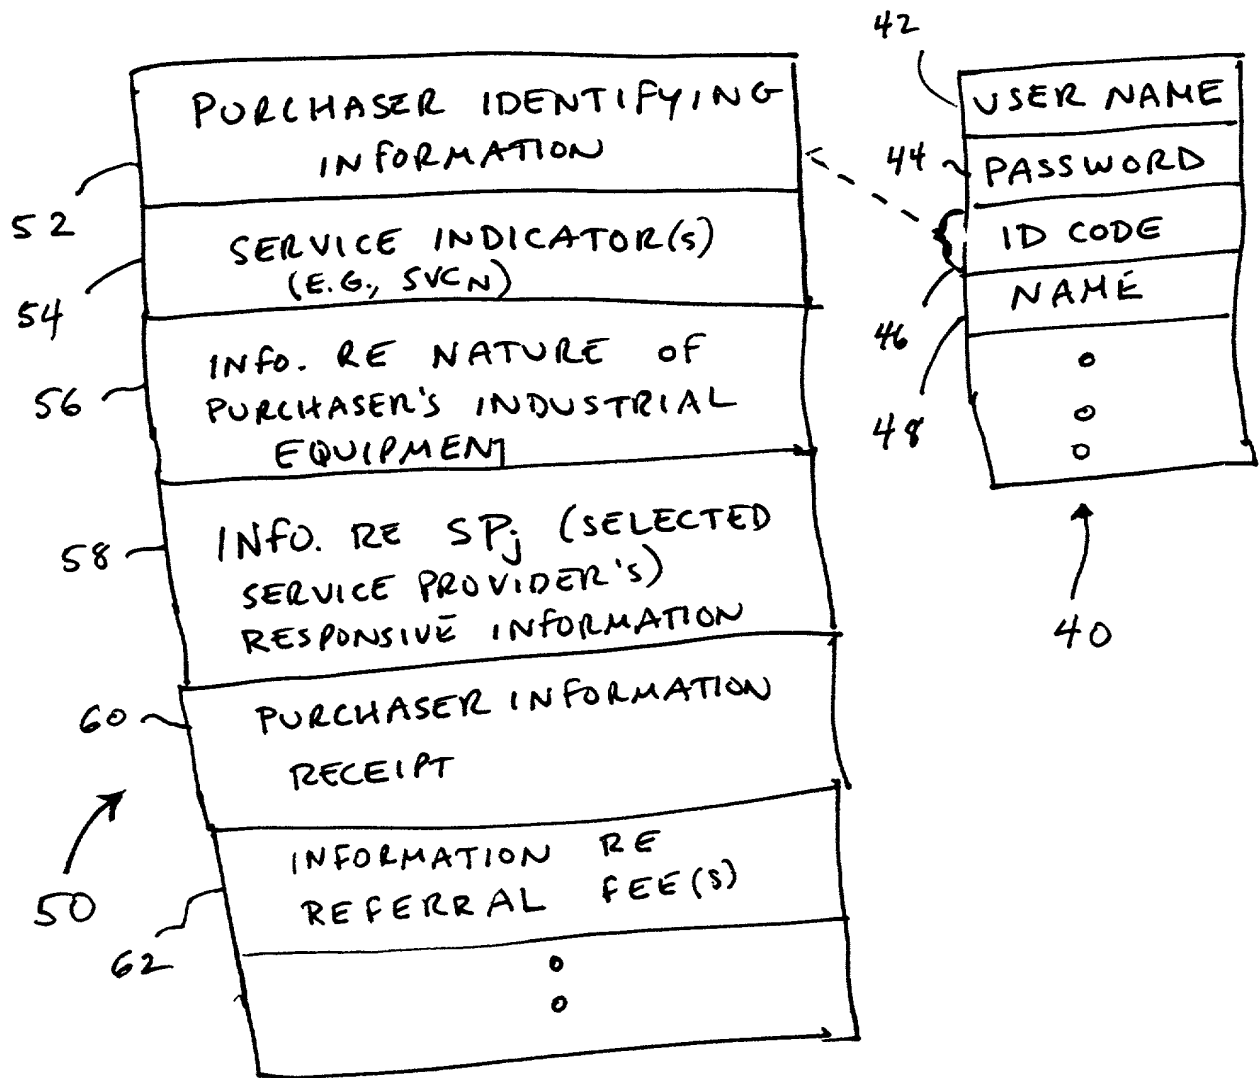 PURCHASER IDENTIFYING
INFORMATION
52
SERVICE INDICATOR(S)
(E.G., SVCN)
54
INFO. RE NATURE OF
PURCHASER'S INDUSTRIAL
EQUIPMENT
56
INFO. RE SPj (SELECTED
SERVICE PROVIDER'S)
RESPONSIVE INFORMATION
58
PURCHASER INFORMATION
RECEIPT
60
INFORMATION RE
REFERRAL FEE(S)
62
50
42
USER NAME
44
PASSWORD
ID CODE
46
NAME
48
40